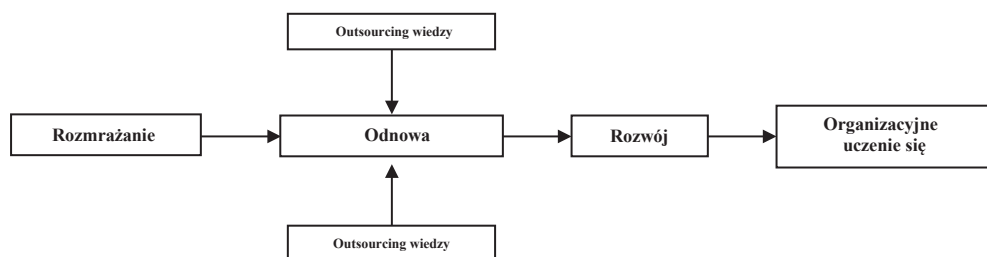 Outsourcing wiedzy
Rozmrażanie
Odnowa
Rozwój
Organizacyjne
uczenie się
Outsourcing wiedzy